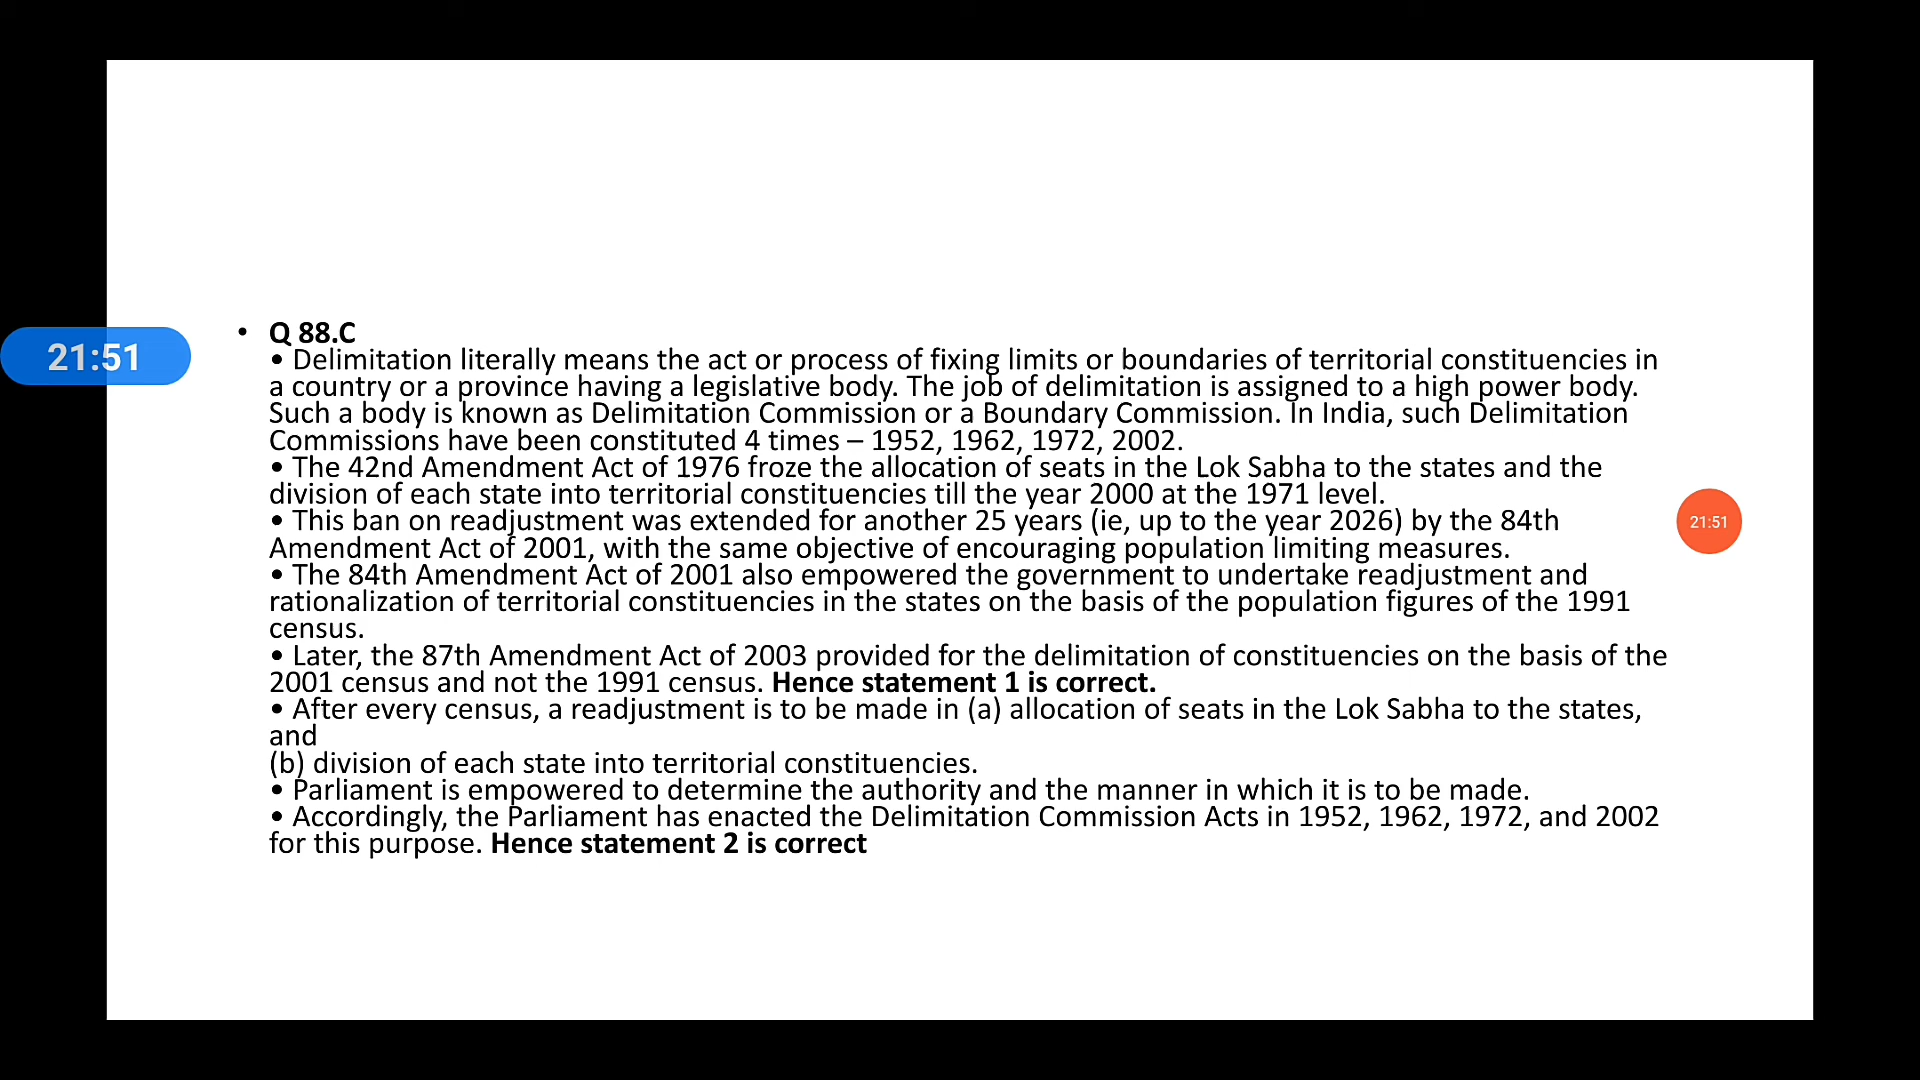 • Q 88.C
• Delimitation literally means the act or process of fixing limits or boundaries of territorial constituencies in
a country or a province having a legislative body. The job of delimitation is assigned to a high power body.
Such a body is known as Delimitation Commission or a Boundary Commission. In India, such Delimitation
Commissions have been constituted 4 times – 1952, 1962, 1972, 2002.
• The 42nd Amendment Act of 1976 froze the allocation of seats in the Lok Sabha to the states and the
division of each state into territorial constituencies till the year 2000 at the 1971 level.
• This ban on readjustment was extended for another 25 years (ie, up to the year 2026) by the 84th
Amendment Act of 2001, with the same objective of encouraging population limiting measures.
• The 84th Amendment Act of 2001 also empowered the government to undertake readjustment and
rationalization of territorial constituencies in the states on the basis of the population figures of the 1991
census.
• Later, the 87th Amendment Act of 2003 provided for the delimitation of constituencies on the basis of the
2001 census and not the 1991 census. Hence statement 1 is correct.
• After every census, a readjustment is to be made in (a) allocation of seats in the Lok Sabha to the states,
and
(b) division of each state into territorial constituencies.
• Parliament is empowered to determine the authority and the manner in which it is to be made.
• Accordingly, the Parliament has enacted the Delimitation Commission Acts in 1952, 1962, 1972, and 2002
for this purpose. Hence statement 2 is correct
21:51
21:51